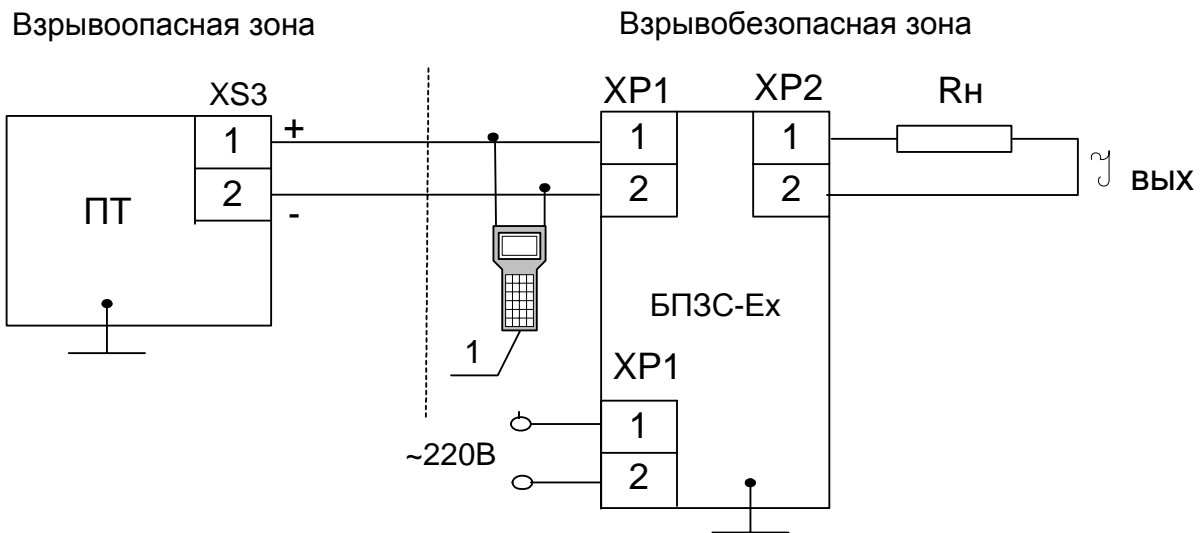 Взрывоопасная зона
Взрывобезопасная зона
XS3
XP1
XP2
Rн
1
+
1
1
2
-
2
2
вых
ПТ
БПЗС-Ex
1
XP1
1
~220В
2